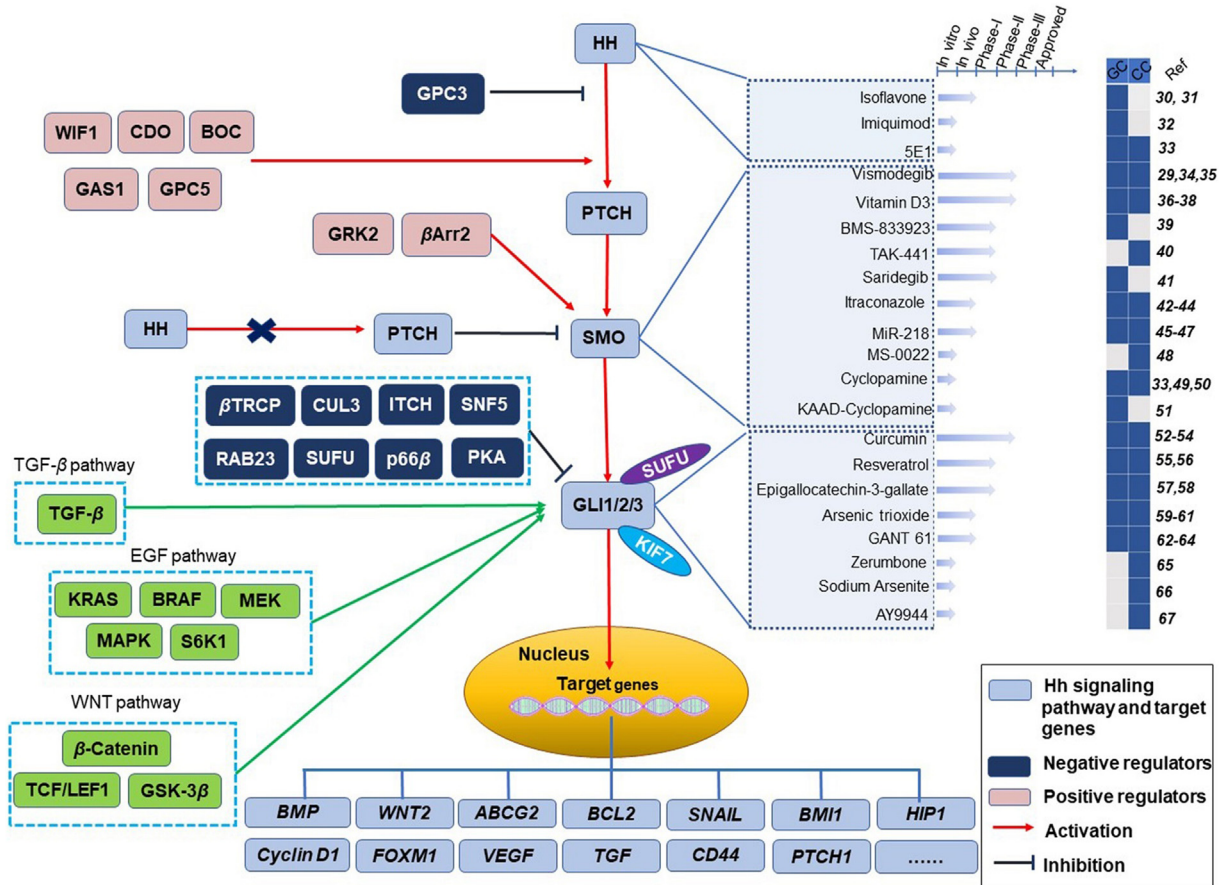 HH
GPC3
WIF1
CDO
BOC
GAS1
GPC5
PTCH
GRK2
βArr2
HH
PTCH
SMO
βTRCP
CUL3
ITCH
SNF5
RAB23
SUFU
p66β
PKA
TGF-β pathway
TGF-β
EGF pathway
KRAS
BRAF
MEK
MAPK
S6K1
WNT pathway
β-Catenin
TCF/LEF1
GSK-3β
SUFU
GLI1/2/3
KIF7
Nucleus
Target genes
BMP
WNT2
ABCG2
BCL2
SNAIL
BMI1
HIP1
Cyclin D1
FOXM1
VEGF
TGF
CD44
PTCH1
......
In vitro
In vivo
Phase-I
Phase-II
Phase-III
Approved
GC
CC
Ref
Isoflavone
30, 31
Imiquimod
32
5E1
33
Vismodegib
29,34,35
Vitamin D3
36-38
BMS-833923
39
TAK-441
40
Saridegib
41
Itraconazole
42-44
MiR-218
45-47
MS-0022
48
Cyclopamine
33,49,50
KAAD-Cyclopamine
51
Curcumin
52-54
Resveratrol
55,56
Epigallocatechin-3-gallate
57,58
Arsenic trioxide
59-61
GANT 61
62-64
Zerumbone
65
Sodium Arsenite
66
AY9944
67
Hh signaling
pathway and target
genes
Negative regulators
Positive regulators
Activation
Inhibition